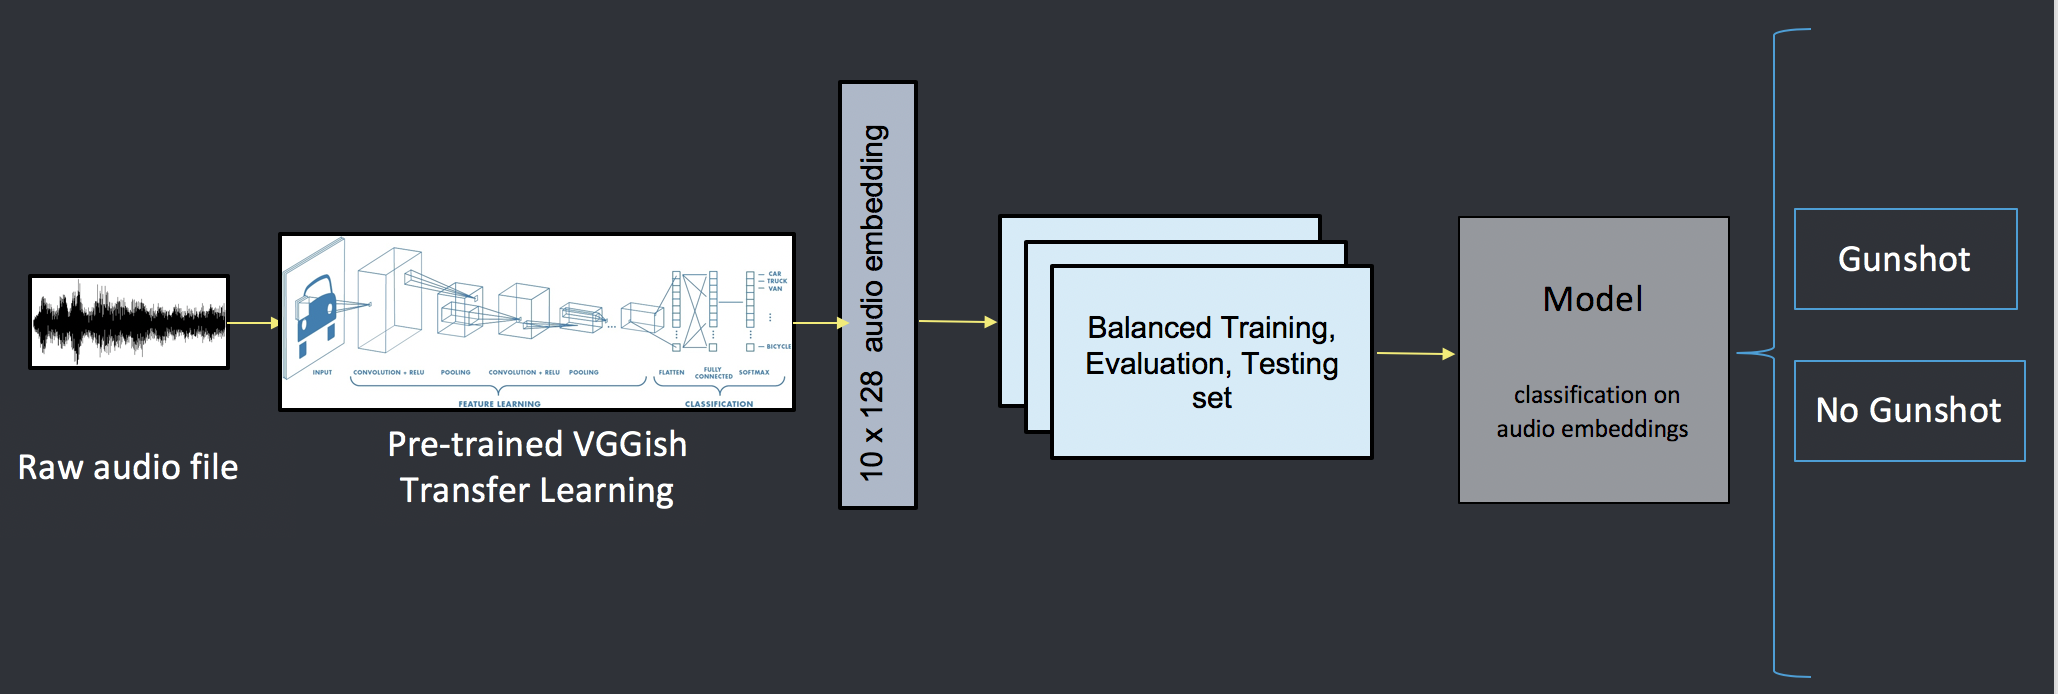 Raw audio file
CAR
TRUCK
VAN
BICYCLE
INPUT
CONVOLUTION + RELU
POOLING
CONVOLUTION + RELU
POOLING
FLATTEN
FULLY
CONNECTED
SOFTMAX
FEATURE LEARNING
CLASSIFICATION
Pre-trained VGGish
Transfer Learning
10 x 128 audio embedding
Balanced Training,
Evaluation, Testing
set
Model
classification on
audio embeddings
Gunshot
No Gunshot